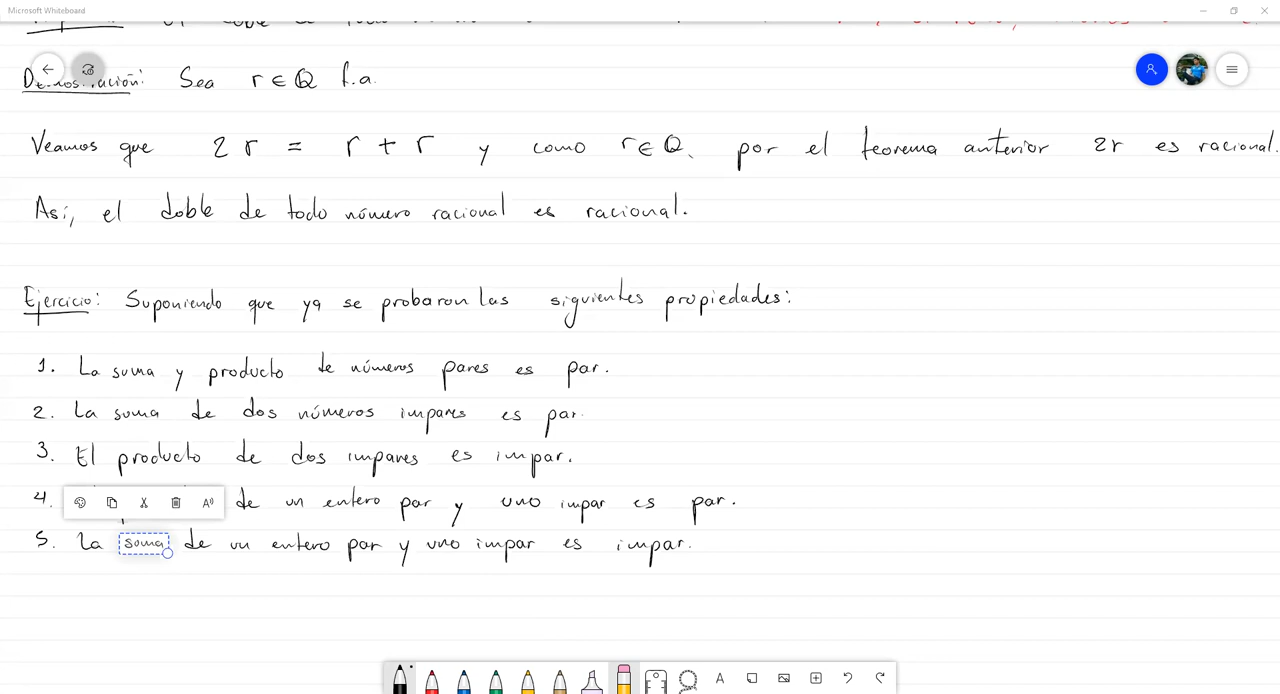 Microsoft Whiteboard
Demostración: Sea r ∈ ℚ f.a.
Veamos que 2r = r + r y como r ∈ ℚ, por el teorema anterior 2r es racional.
Así, el doble de todo número racional es racional.
Ejercicio: Suponiendo que ya se probaron las siguientes propiedades:
1. La suma y producto de números pares es par.
2. La suma de dos números impares es par.
3. El producto de dos impares es impar.
4. de un entero par y uno impar es par.
5. La suma de un entero par y uno impar es impar.